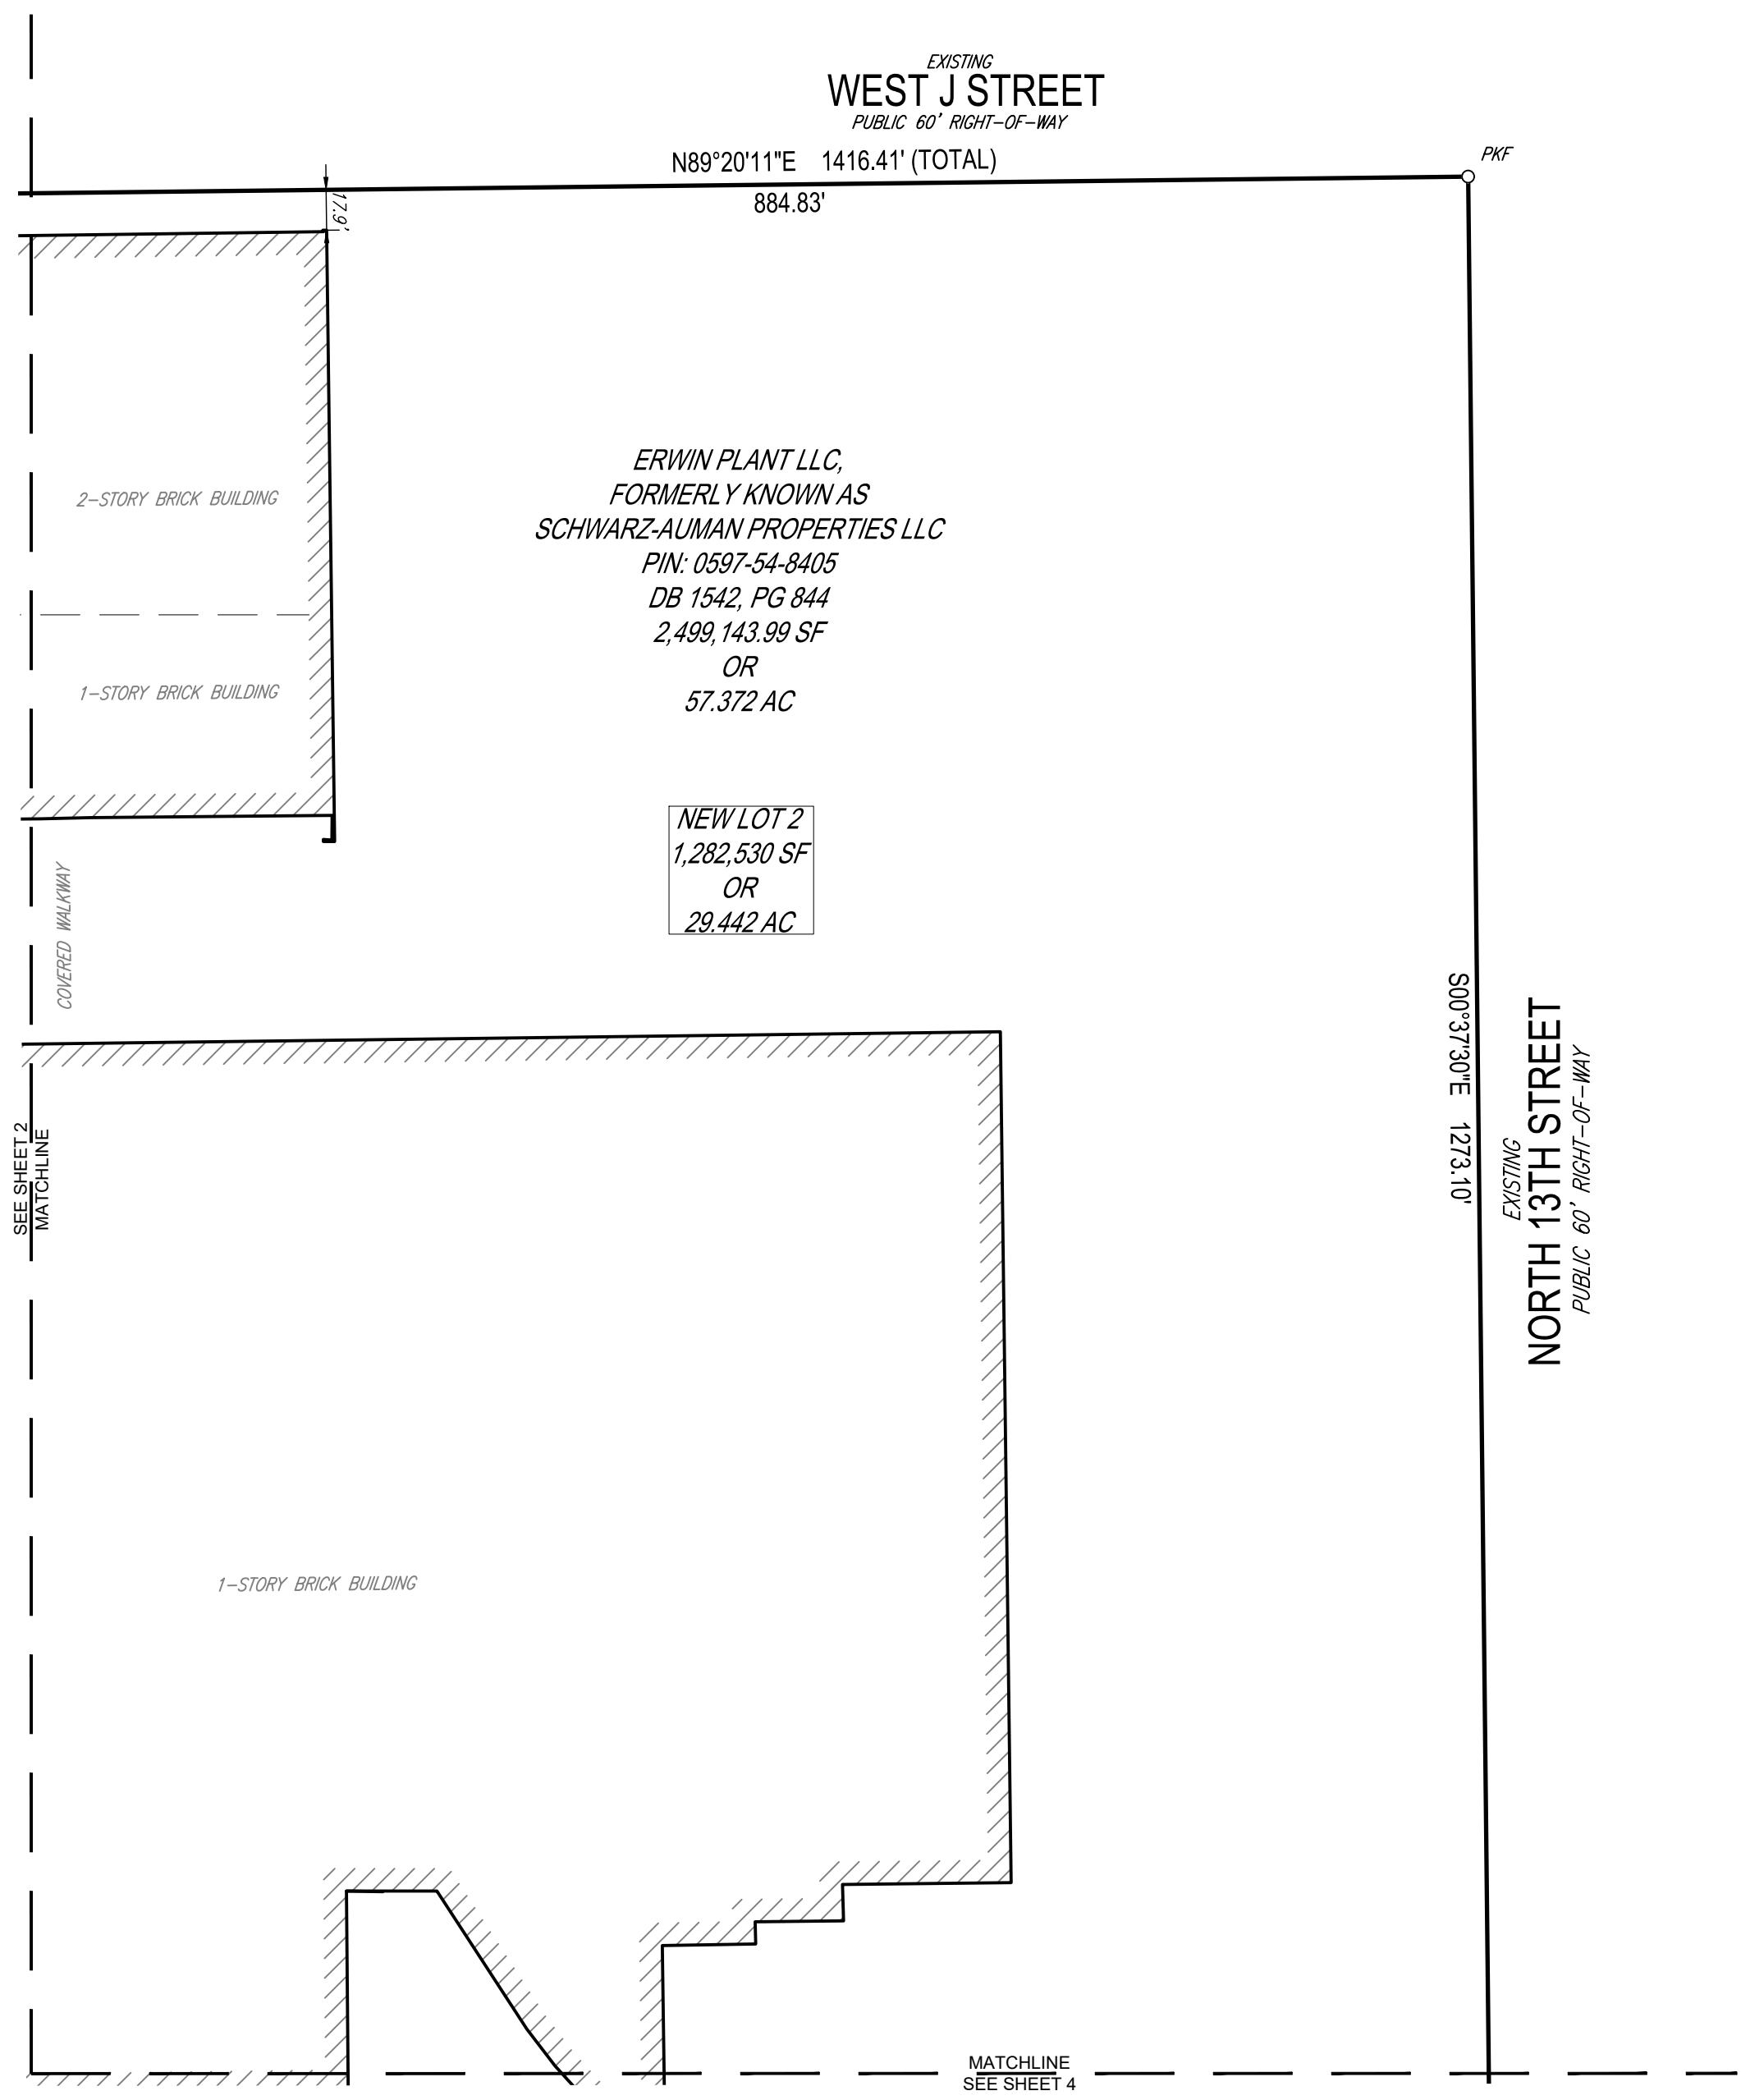 EXISTING
WEST J STREET
PUBLIC 60' RIGHT-OF-WAY
N89°20'11"E 1416.41' (TOTAL)
PKF
884.83'
17.9'
ERWIN PLANT LLC,
FORMERLY KNOWN AS
SCHWARZ-AUMAN PROPERTIES LLC
PIN: 0597-54-8405
DB 1542, PG 844
2,499,143.99 SF
OR
57.372 AC
2-STORY BRICK BUILDING
1-STORY BRICK BUILDING
NEW LOT 2
1,282,530 SF
OR
29.442 AC
COVERED WALKWAY
SEE SHEET 2
MATCHLINE
S00°37'30"E 1273.10'
EXISTING
NORTH 13TH STREET
PUBLIC 60' RIGHT-OF-WAY
1-STORY BRICK BUILDING
MATCHLINE
SEE SHEET 4